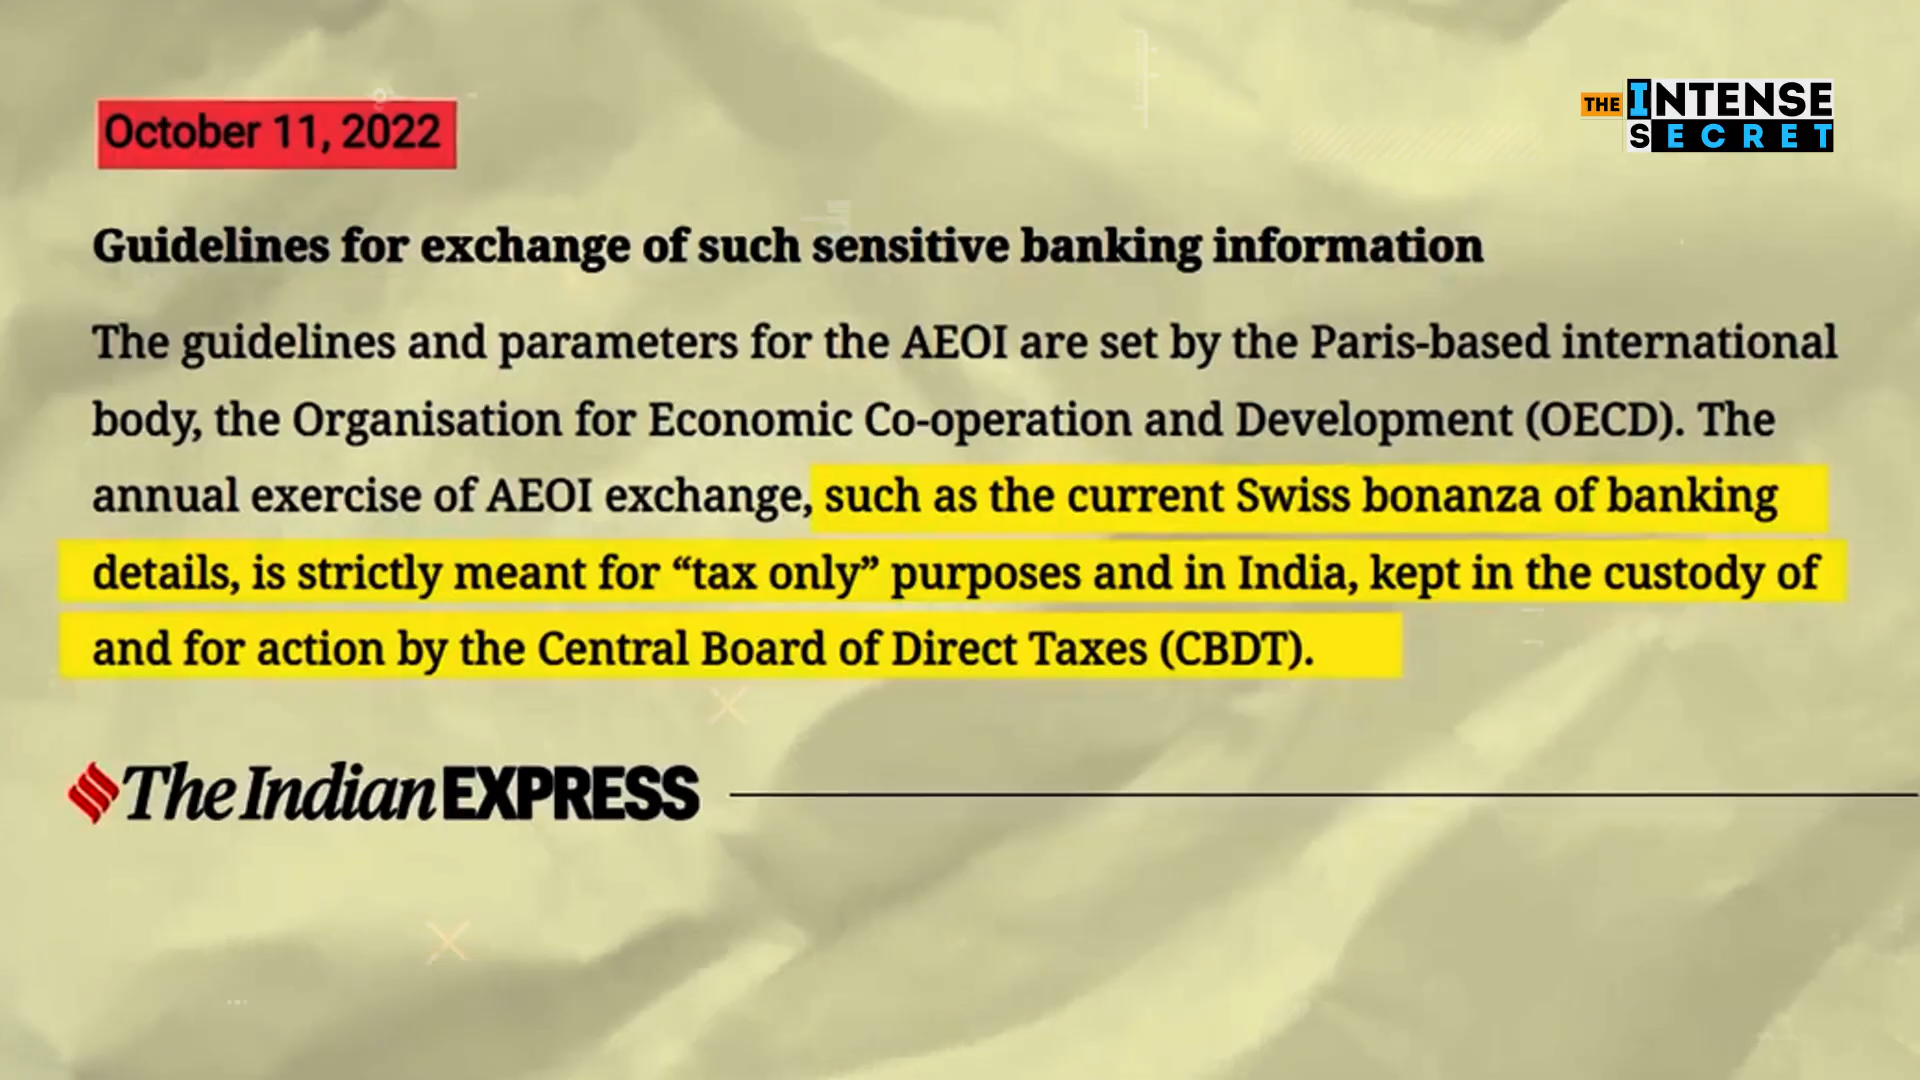 THE INTENSE
SECRET
October 11, 2022
Guidelines for exchange of such sensitive banking information
The guidelines and parameters for the AEOI are set by the Paris-based international
body, the Organisation for Economic Co-operation and Development (OECD). The
annual exercise of AEOI exchange, such as the current Swiss bonanza of banking
details, is strictly meant for “tax only” purposes and in India, kept in the custody of
and for action by the Central Board of Direct Taxes (CBDT).
The Indian EXPRESS